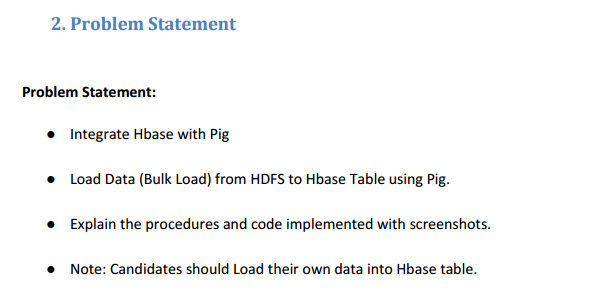 2. Problem Statement
Problem Statement:
● Integrate Hbase with Pig
● Load Data (Bulk Load) from HDFS to Hbase Table using Pig.
● Explain the procedures and code implemented with screenshots.
● Note: Candidates should Load their own data into Hbase table.